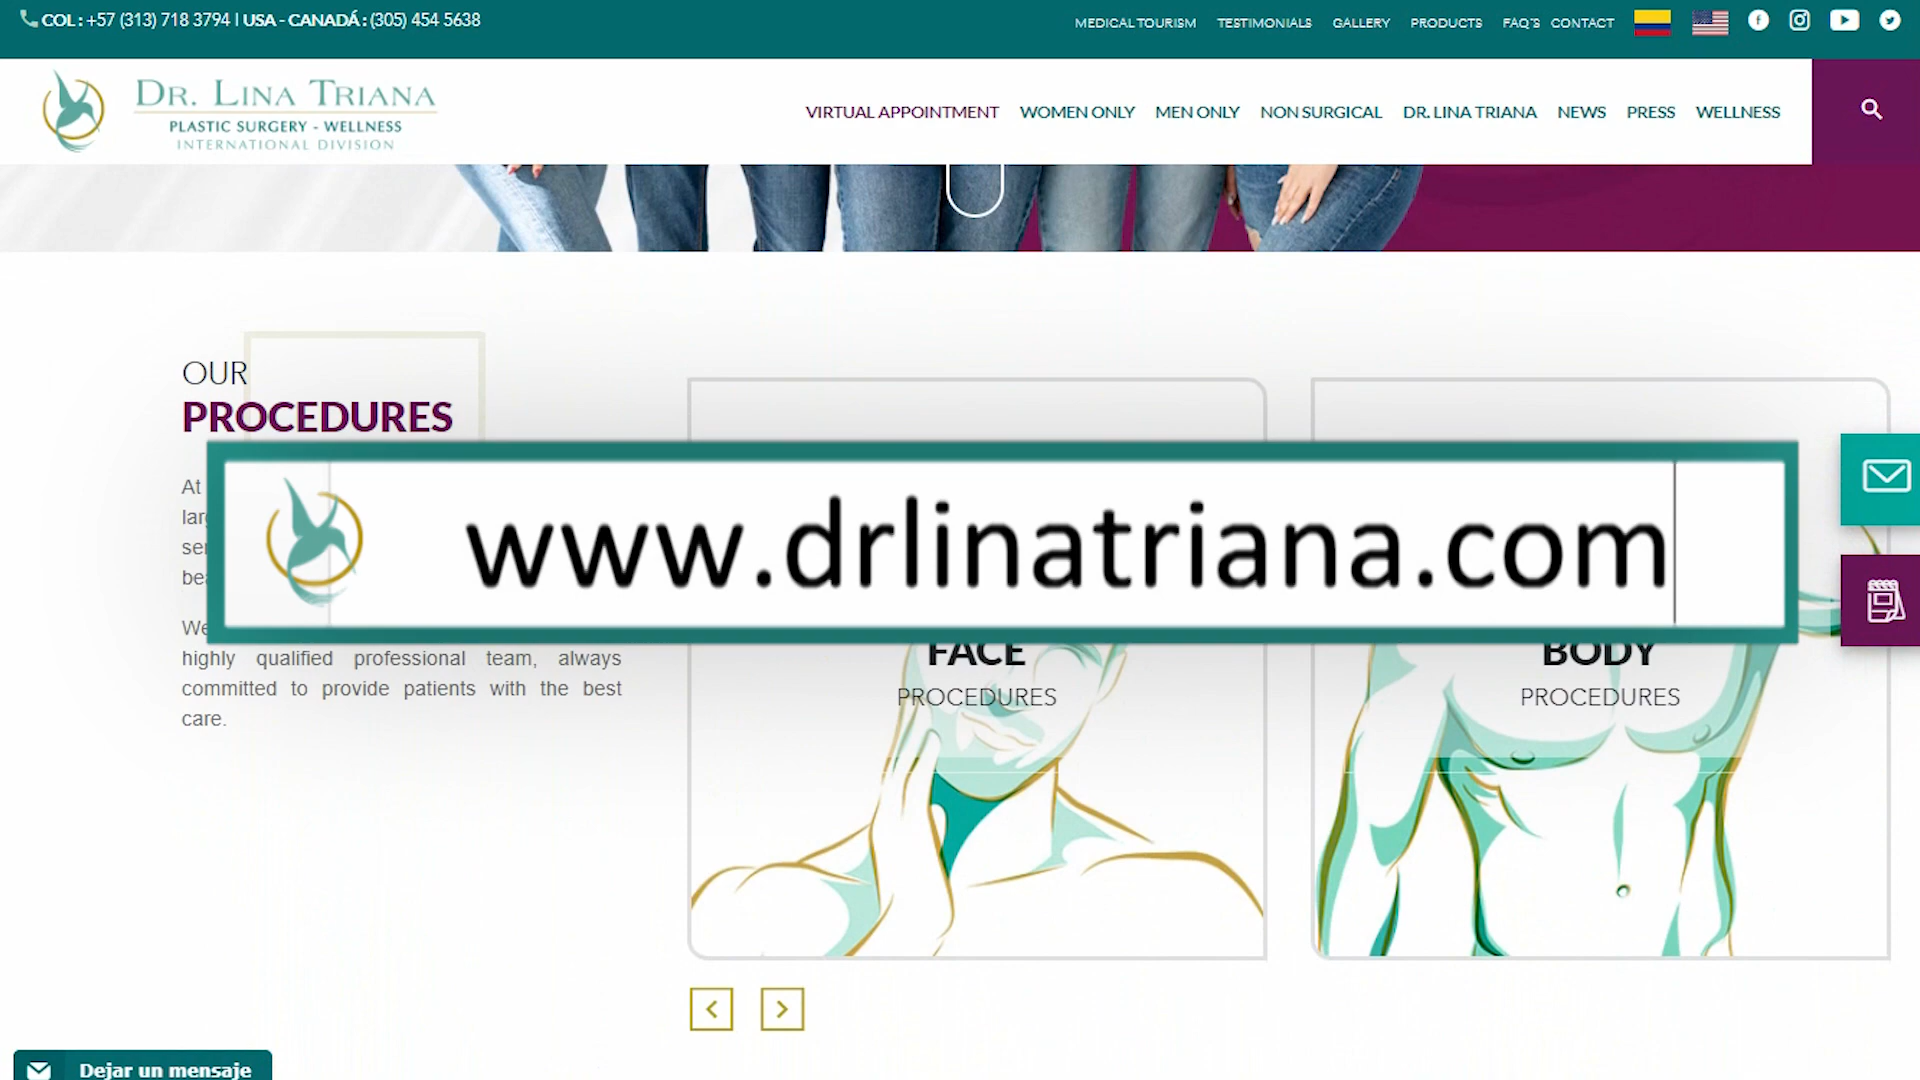 COL : +57 (313) 718 3794 | USA - CANADÁ : (305) 454 5638
MEDICAL TOURISM TESTIMONIALS GALLERY PRODUCTS FAQ´S CONTACT
DR. LINA TRIANA
PLASTIC SURGERY - WELLNESS
INTERNATIONAL DIVISION
VIRTUAL APPOINTMENT WOMEN ONLY MEN ONLY NON SURGICAL DR. LINA TRIANA NEWS PRESS WELLNESS
OUR
PROCEDURES
At
www.drlinatriana.com
We
highly qualified professional team, always
committed to provide patients with the best
care.
FACE
PROCEDURES
BODY
PROCEDURES
Dejar un mensaje